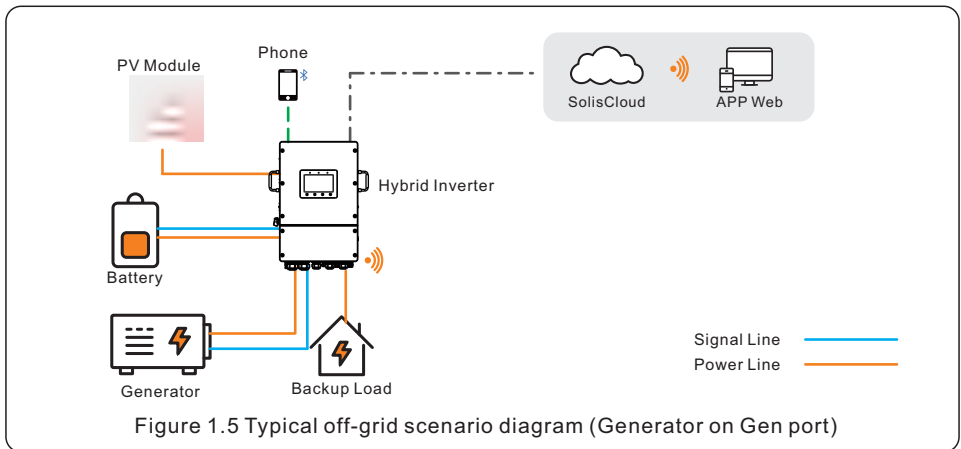 Phone
PV Module
SolisCloud
APP Web
Hybrid Inverter
Battery
Signal Line
Power Line
Generator
Backup Load
Figure 1.5 Typical off-grid scenario diagram (Generator on Gen port)